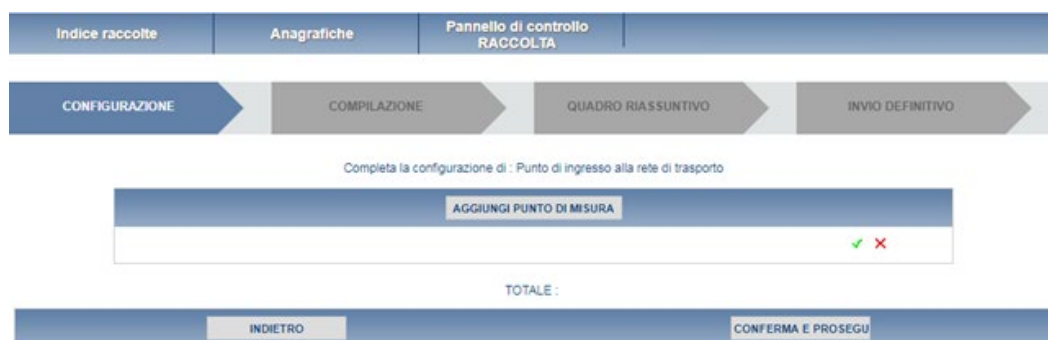 Indice raccolte
Anagrafiche
Pannello di controllo
RACCOLTA
CONFIGURAZIONE
COMPILAZIONE
QUADRO RIASSUNTIVO
INVIO DEFINITIVO
Completa la configurazione di : Punto di ingresso alla rete di trasporto
AGGIUNGI PUNTO DI MISURA
TOTALE :
INDIETRO
CONFERMA E PROSEGU